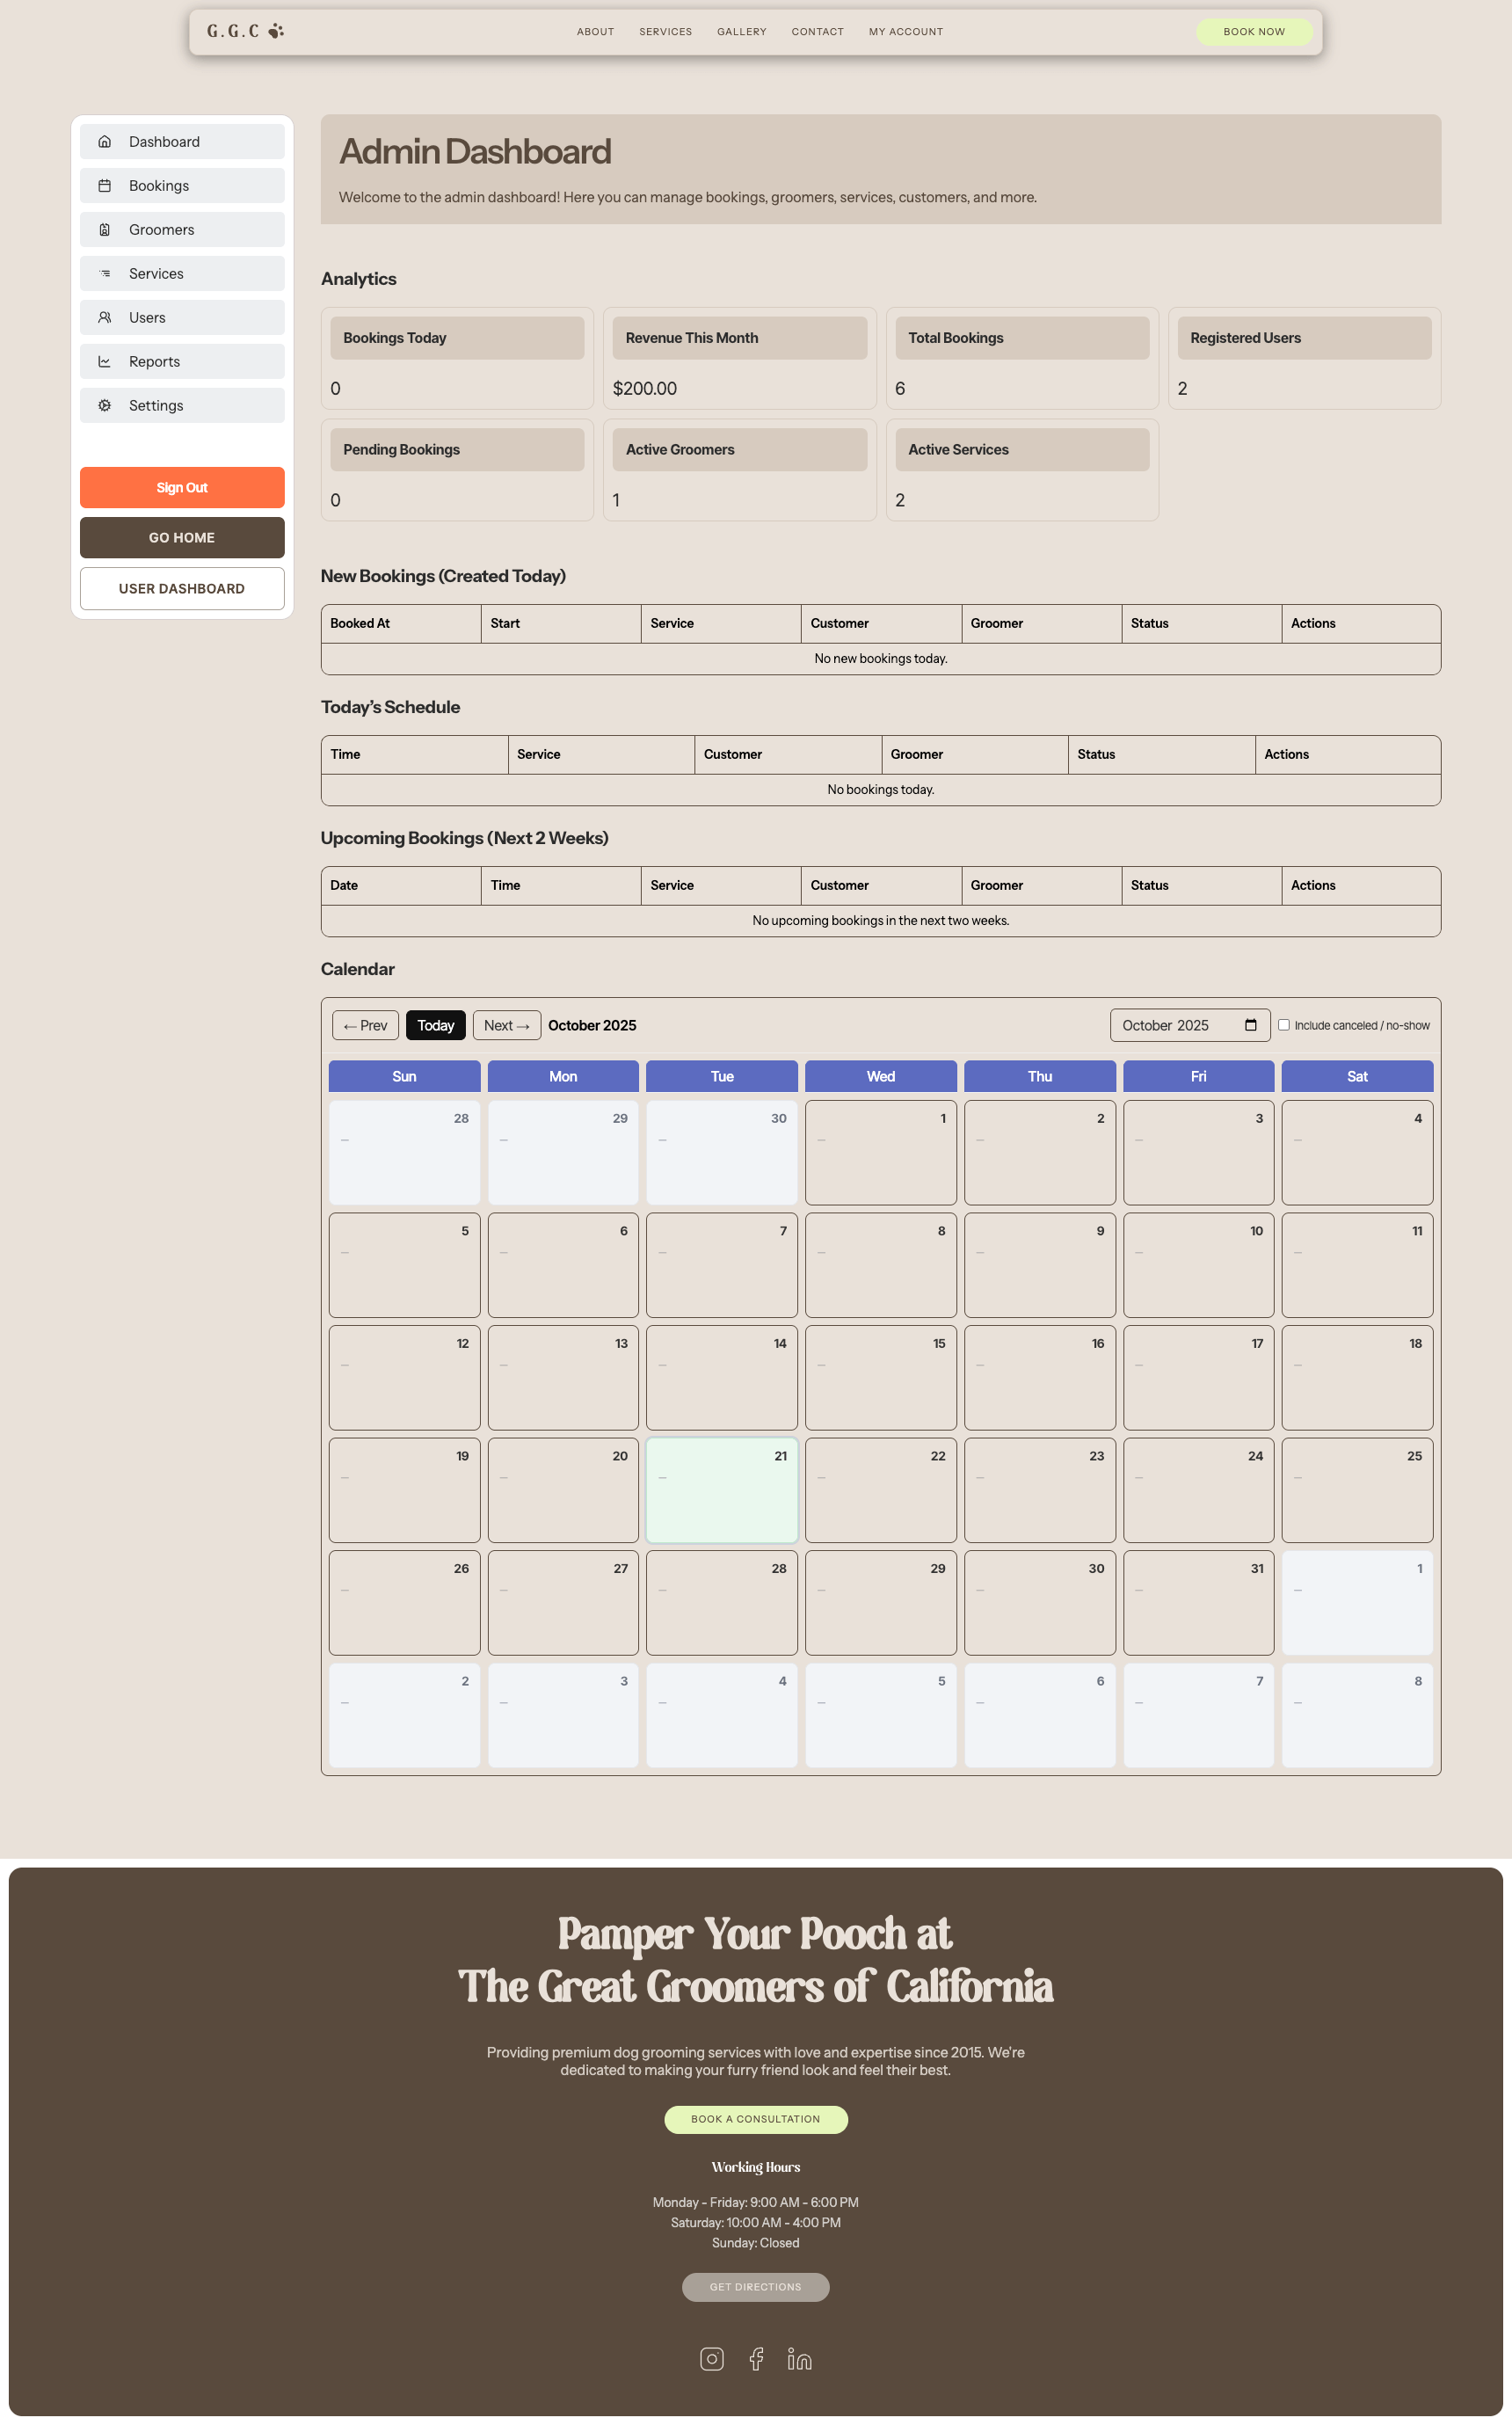 G.G.C
ABOUT SERVICES GALLERY CONTACT MY ACCOUNT
BOOK NOW
Dashboard
Bookings
Groomers
Services
Users
Reports
Settings
Sign Out
GO HOME
USER DASHBOARD
Admin Dashboard
Welcome to the admin dashboard! Here you can manage bookings, groomers, services, customers, and more.
Analytics
Bookings Today Revenue This Month Total Bookings Registered Users
0 $200.00 6 2
Pending Bookings Active Groomers Active Services
0 1 2
New Bookings (Created Today)
Booked At Start Service Customer Groomer Status Actions
No new bookings today.
Today’s Schedule
Time Service Customer Groomer Status Actions
No bookings today.
Upcoming Bookings (Next 2 Weeks)
Date Time Service Customer Groomer Status Actions
No upcoming bookings in the next two weeks.
Calendar
← Prev Today Next → October 2025 October 2025 Include canceled / no-show
Sun Mon Tue Wed Thu Fri Sat
28 29 30 1 2 3 4
— — — — — — —
5 6 7 8 9 10 11
— — — — — — —
12 13 14 15 16 17 18
— — — — — — —
19 20 21 22 23 24 25
— — — — — — —
26 27 28 29 30 31 1
— — — — — — —
2 3 4 5 6 7 8
— — — — — — —
Pamper Your Pooch at
The Great Groomers of California
Providing premium dog grooming services with love and expertise since 2015. We're
dedicated to making your furry friend look and feel their best.
BOOK A CONSULTATION
Working Hours
Monday - Friday: 9:00 AM - 6:00 PM
Saturday: 10:00 AM - 4:00 PM
Sunday: Closed
GET DIRECTIONS